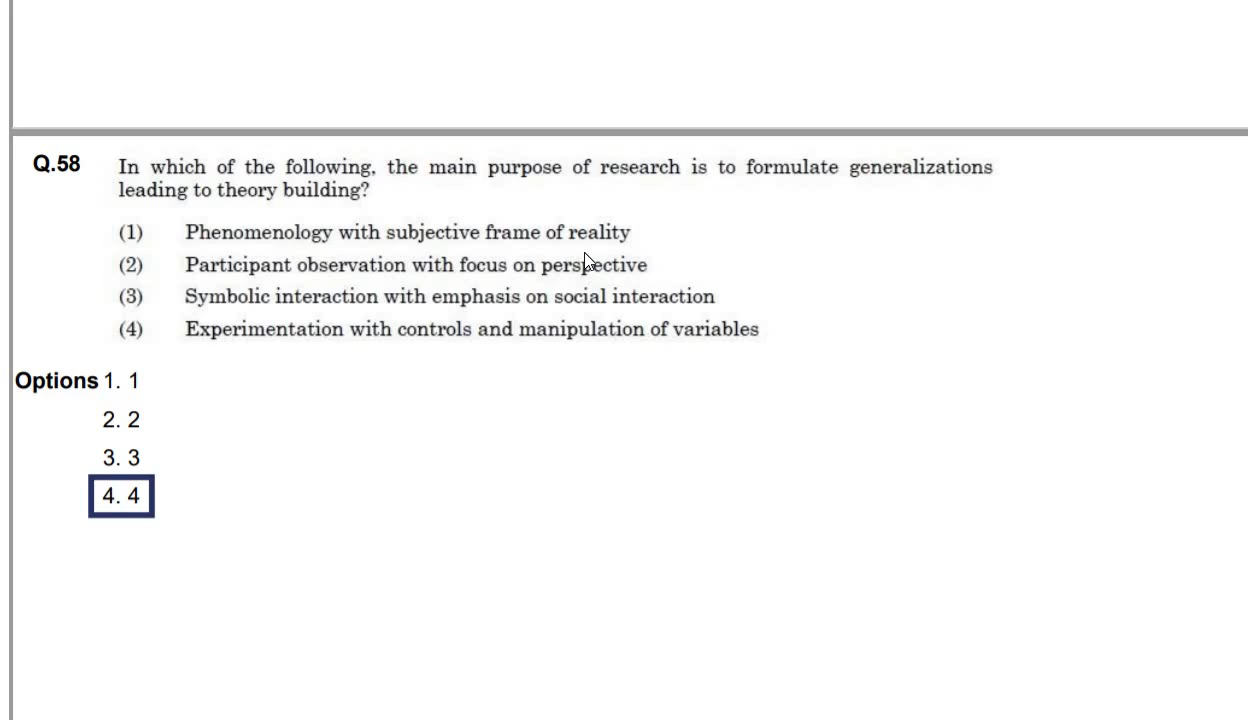 Q.58 In which of the following, the main purpose of research is to formulate generalizations
leading to theory building?
(1) Phenomenology with subjective frame of reality
(2) Participant observation with focus on perspective
(3) Symbolic interaction with emphasis on social interaction
(4) Experimentation with controls and manipulation of variables
Options 1. 1
2. 2
3. 3
4. 4